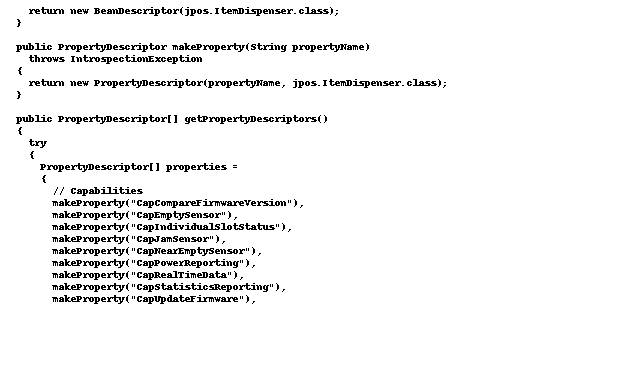 return new BeanDescriptor(jpos.ItemDispenser.class);
}
public PropertyDescriptor makeProperty(String propertyName)
throws IntrospectionException
{
return new PropertyDescriptor(propertyName, jpos.ItemDispenser.class);
}
public PropertyDescriptor[] getPropertyDescriptors()
{
try
{
PropertyDescriptor[] properties =
{
// Capabilities
makeProperty("CapCompareFirmwareVersion"),
makeProperty("CapEmptySensor"),
makeProperty("CapIndividualSlotStatus"),
makeProperty("CapJamSensor"),
makeProperty("CapNearEmptySensor"),
makeProperty("CapPowerReporting"),
makeProperty("CapRealTimeData"),
makeProperty("CapStatisticsReporting"),
makeProperty("CapUpdateFirmware"),